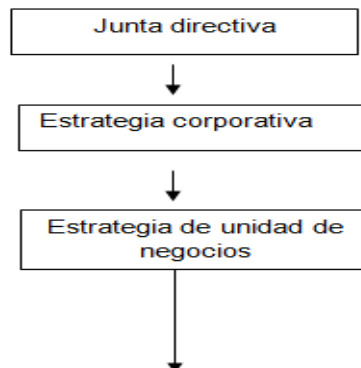 Junta directiva
Estrategia corporativa
Estrategia de unidad de
negocios